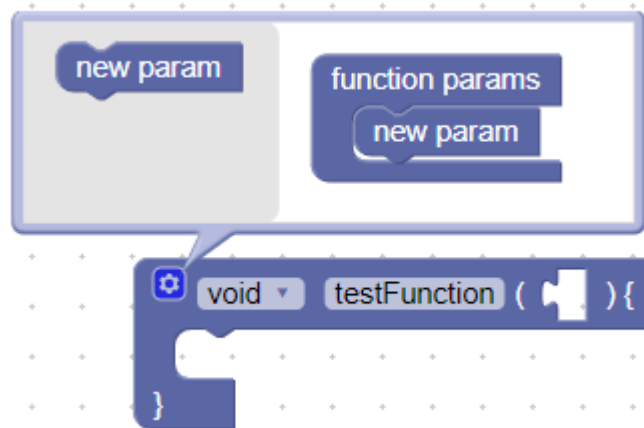 new param
function params
new param
void testFunction ( ) {
}